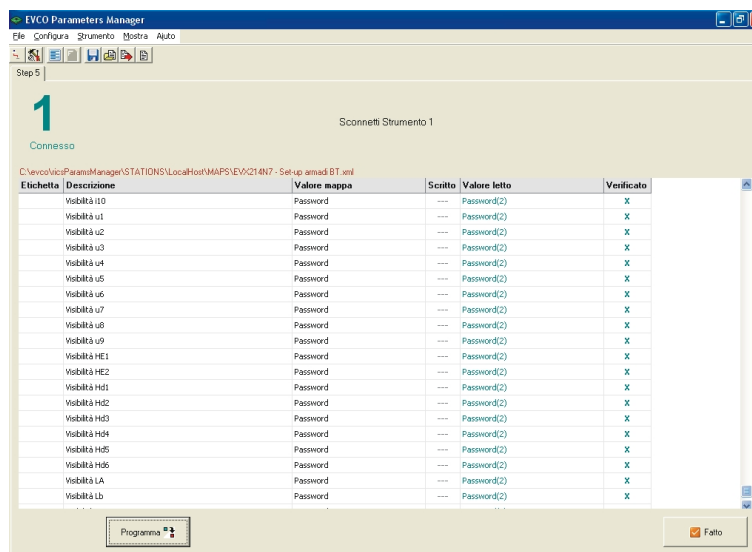 EVCO Parameters Manager
File Configura Strumento Mostra Aiuto
Step 5
1
Sconnetti Strumento 1
Connesso
C:\evco\ricsParamsManager\STATIONS\LocalHost\MAPS\EVX214N7 - Set-up armadi BT.xml
Etichetta Descrizione Valore mappa Scritto Valore letto Verificato
Visibilità i10 Password --- Password(2) X
Visibilità u1 Password --- Password(2) X
Visibilità u2 Password --- Password(2) X
Visibilità u3 Password --- Password(2) X
Visibilità u4 Password --- Password(2) X
Visibilità u5 Password --- Password(2) X
Visibilità u6 Password --- Password(2) X
Visibilità u7 Password --- Password(2) X
Visibilità u8 Password --- Password(2) X
Visibilità u9 Password --- Password(2) X
Visibilità HE1 Password --- Password(2) X
Visibilità HE2 Password --- Password(2) X
Visibilità Hd1 Password --- Password(2) X
Visibilità Hd2 Password --- Password(2) X
Visibilità Hd3 Password --- Password(2) X
Visibilità Hd4 Password --- Password(2) X
Visibilità Hd5 Password --- Password(2) X
Visibilità Hd6 Password --- Password(2) X
Visibilità LA Password --- Password(2) X
Visibilità Lb Password --- Password(2) X
Programma Fatto